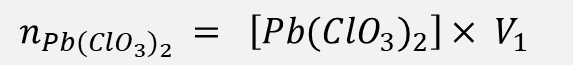 n_{Pb(ClO_3)_2} = [Pb(ClO_3)_2] × V_1